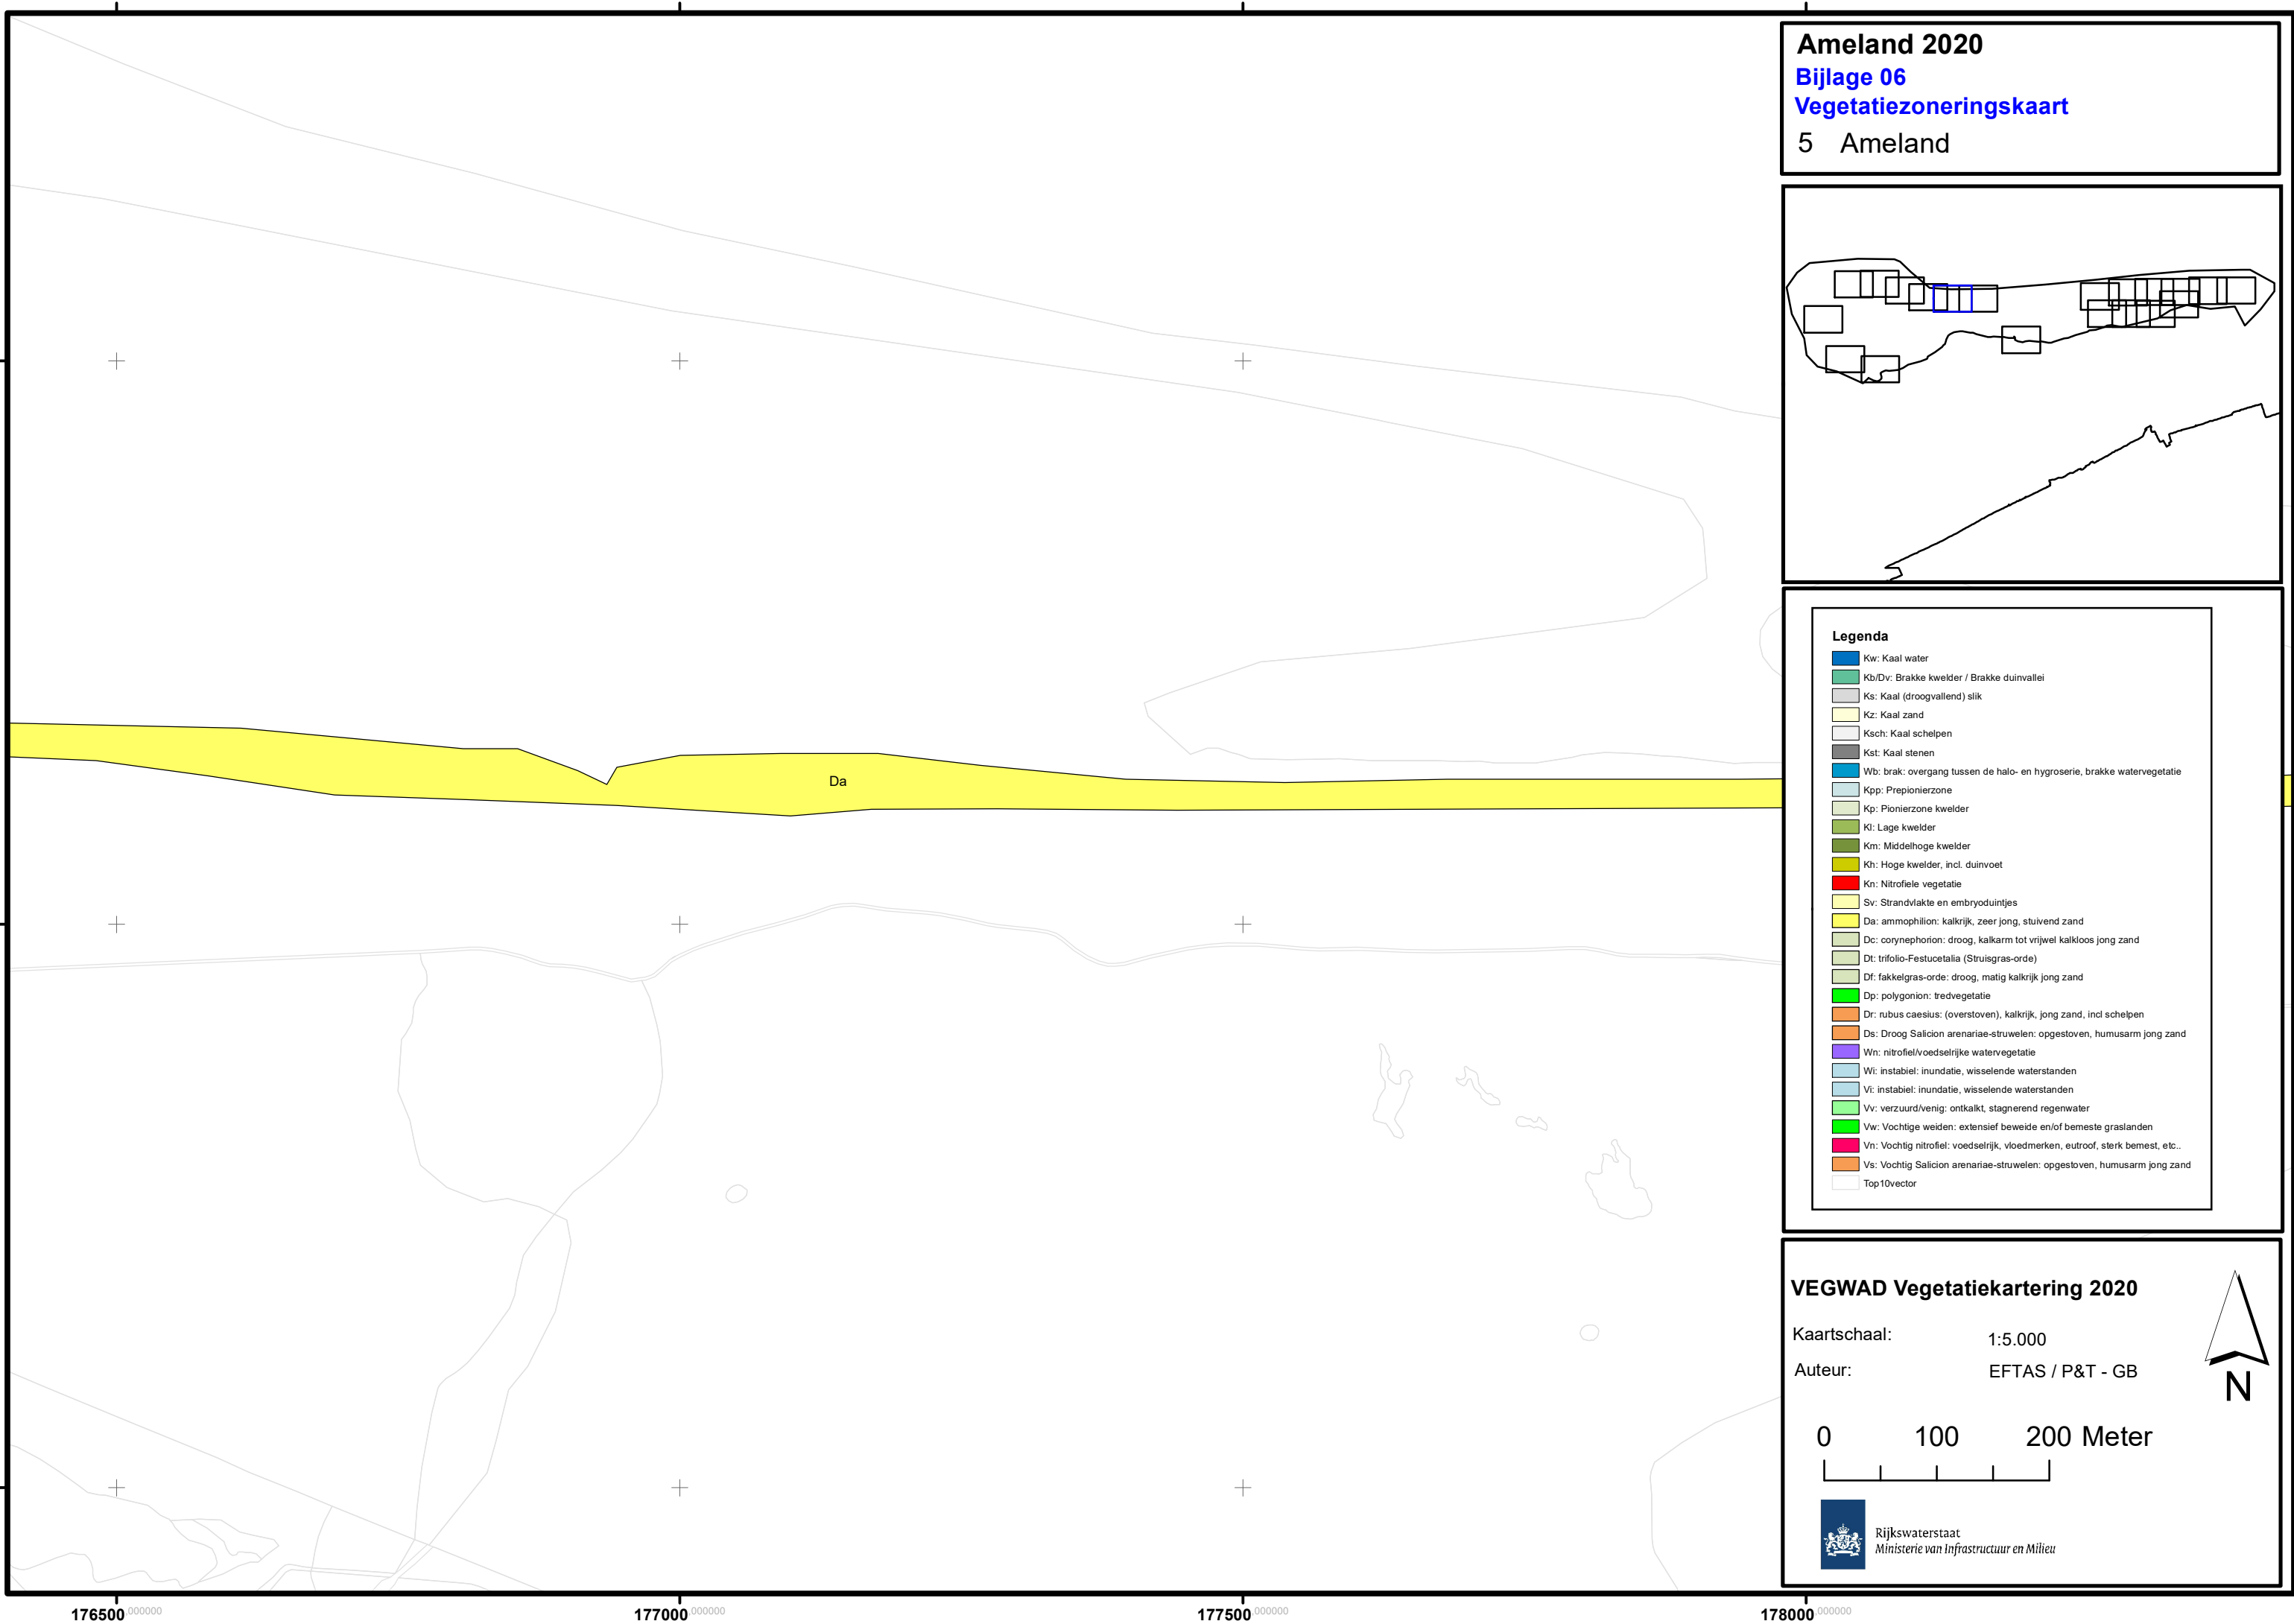 Ameland 2020
Bijlage 06
Vegetatiezoneringskaart
5 Ameland
Da
Legenda
Kw: Kaal water
Kb/Dv: Brakke kwelder / Brakke duinvallei
Ks: Kaal (droogvallend) slik
Kz: Kaal zand
Ksch: Kaal schelpen
Kst: Kaal stenen
Wb: brak: overgang tussen de halo- en hygroserie, brakke watervegetatie
Kpp: Prepionierzone
Kp: Pionierzone kwelder
Kl: Lage kwelder
Km: Middelhoge kwelder
Kh: Hoge kwelder, incl. duinvoet
Kn: Nitrofiele vegetatie
Sv: Strandvlakte en embryoduintjes
Da: ammophilion: kalkrijk, zeer jong, stuivend zand
Dc: corynephorion: droog, kalkarm tot vrijwel kalkloos jong zand
Dt: trifolio-Festucetalia (Struisgras-orde)
Df: fakkelgras-orde: droog, matig kalkrijk jong zand
Dp: polygonion: tredvegetatie
Dr: rubus caesius: (overstoven), kalkrijk, jong zand, incl schelpen
Ds: Droog Salicion arenariae-struwelen: opgestoven, humusarm jong zand
Wn: nitrofiel/voedselrijke watervegetatie
Wi: instabiel: inundatie, wisselende waterstanden
Vi: instabiel: inundatie, wisselende waterstanden
Vv: verzuurd/venig: ontkalkt, stagnerend regenwater
Vw: Vochtige weiden: extensief beweide en/of bemeste graslanden
Vn: Vochtig nitrofiel: voedselrijk, vloedmerken, eutroof, sterk bemest, etc..
Vs: Vochtig Salicion arenariae-struwelen: opgestoven, humusarm jong zand
Top10vector
VEGWAD Vegetatiekartering 2020
Kaartschaal: 1:5.000
Auteur: EFTAS / P&T - GB
N
0 100 200 Meter
Rijkswaterstaat
Ministerie van Infrastructuur en Milieu
176500,000000 177000,000000 177500,000000 178000,000000